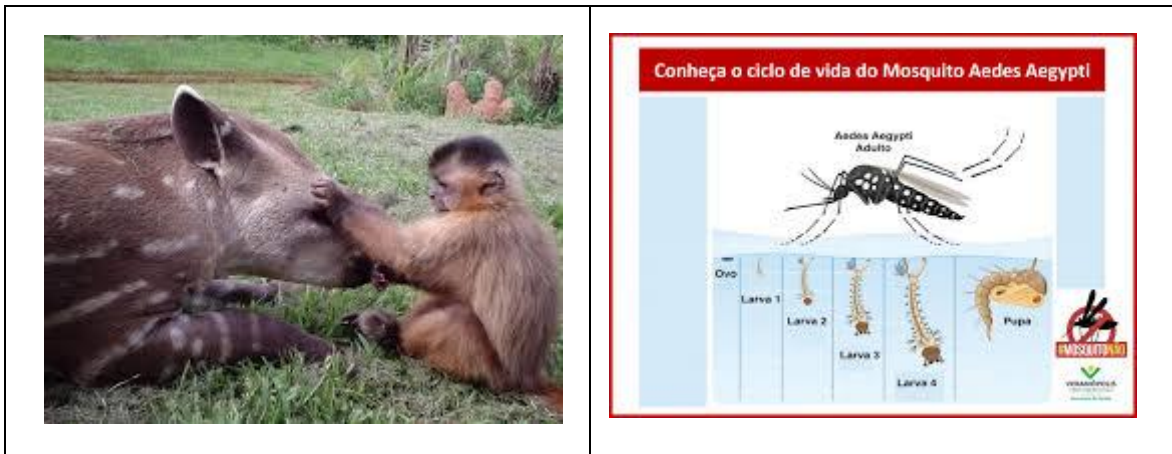 Conheça o ciclo de vida do Mosquito Aedes Aegypti
Aedes Aegypti
Adulto
Ovo
Larva 1
Larva 2
Larva 3
Larva 4
Pupa
#MOSQUITONÃO
VERANÓPOLIS